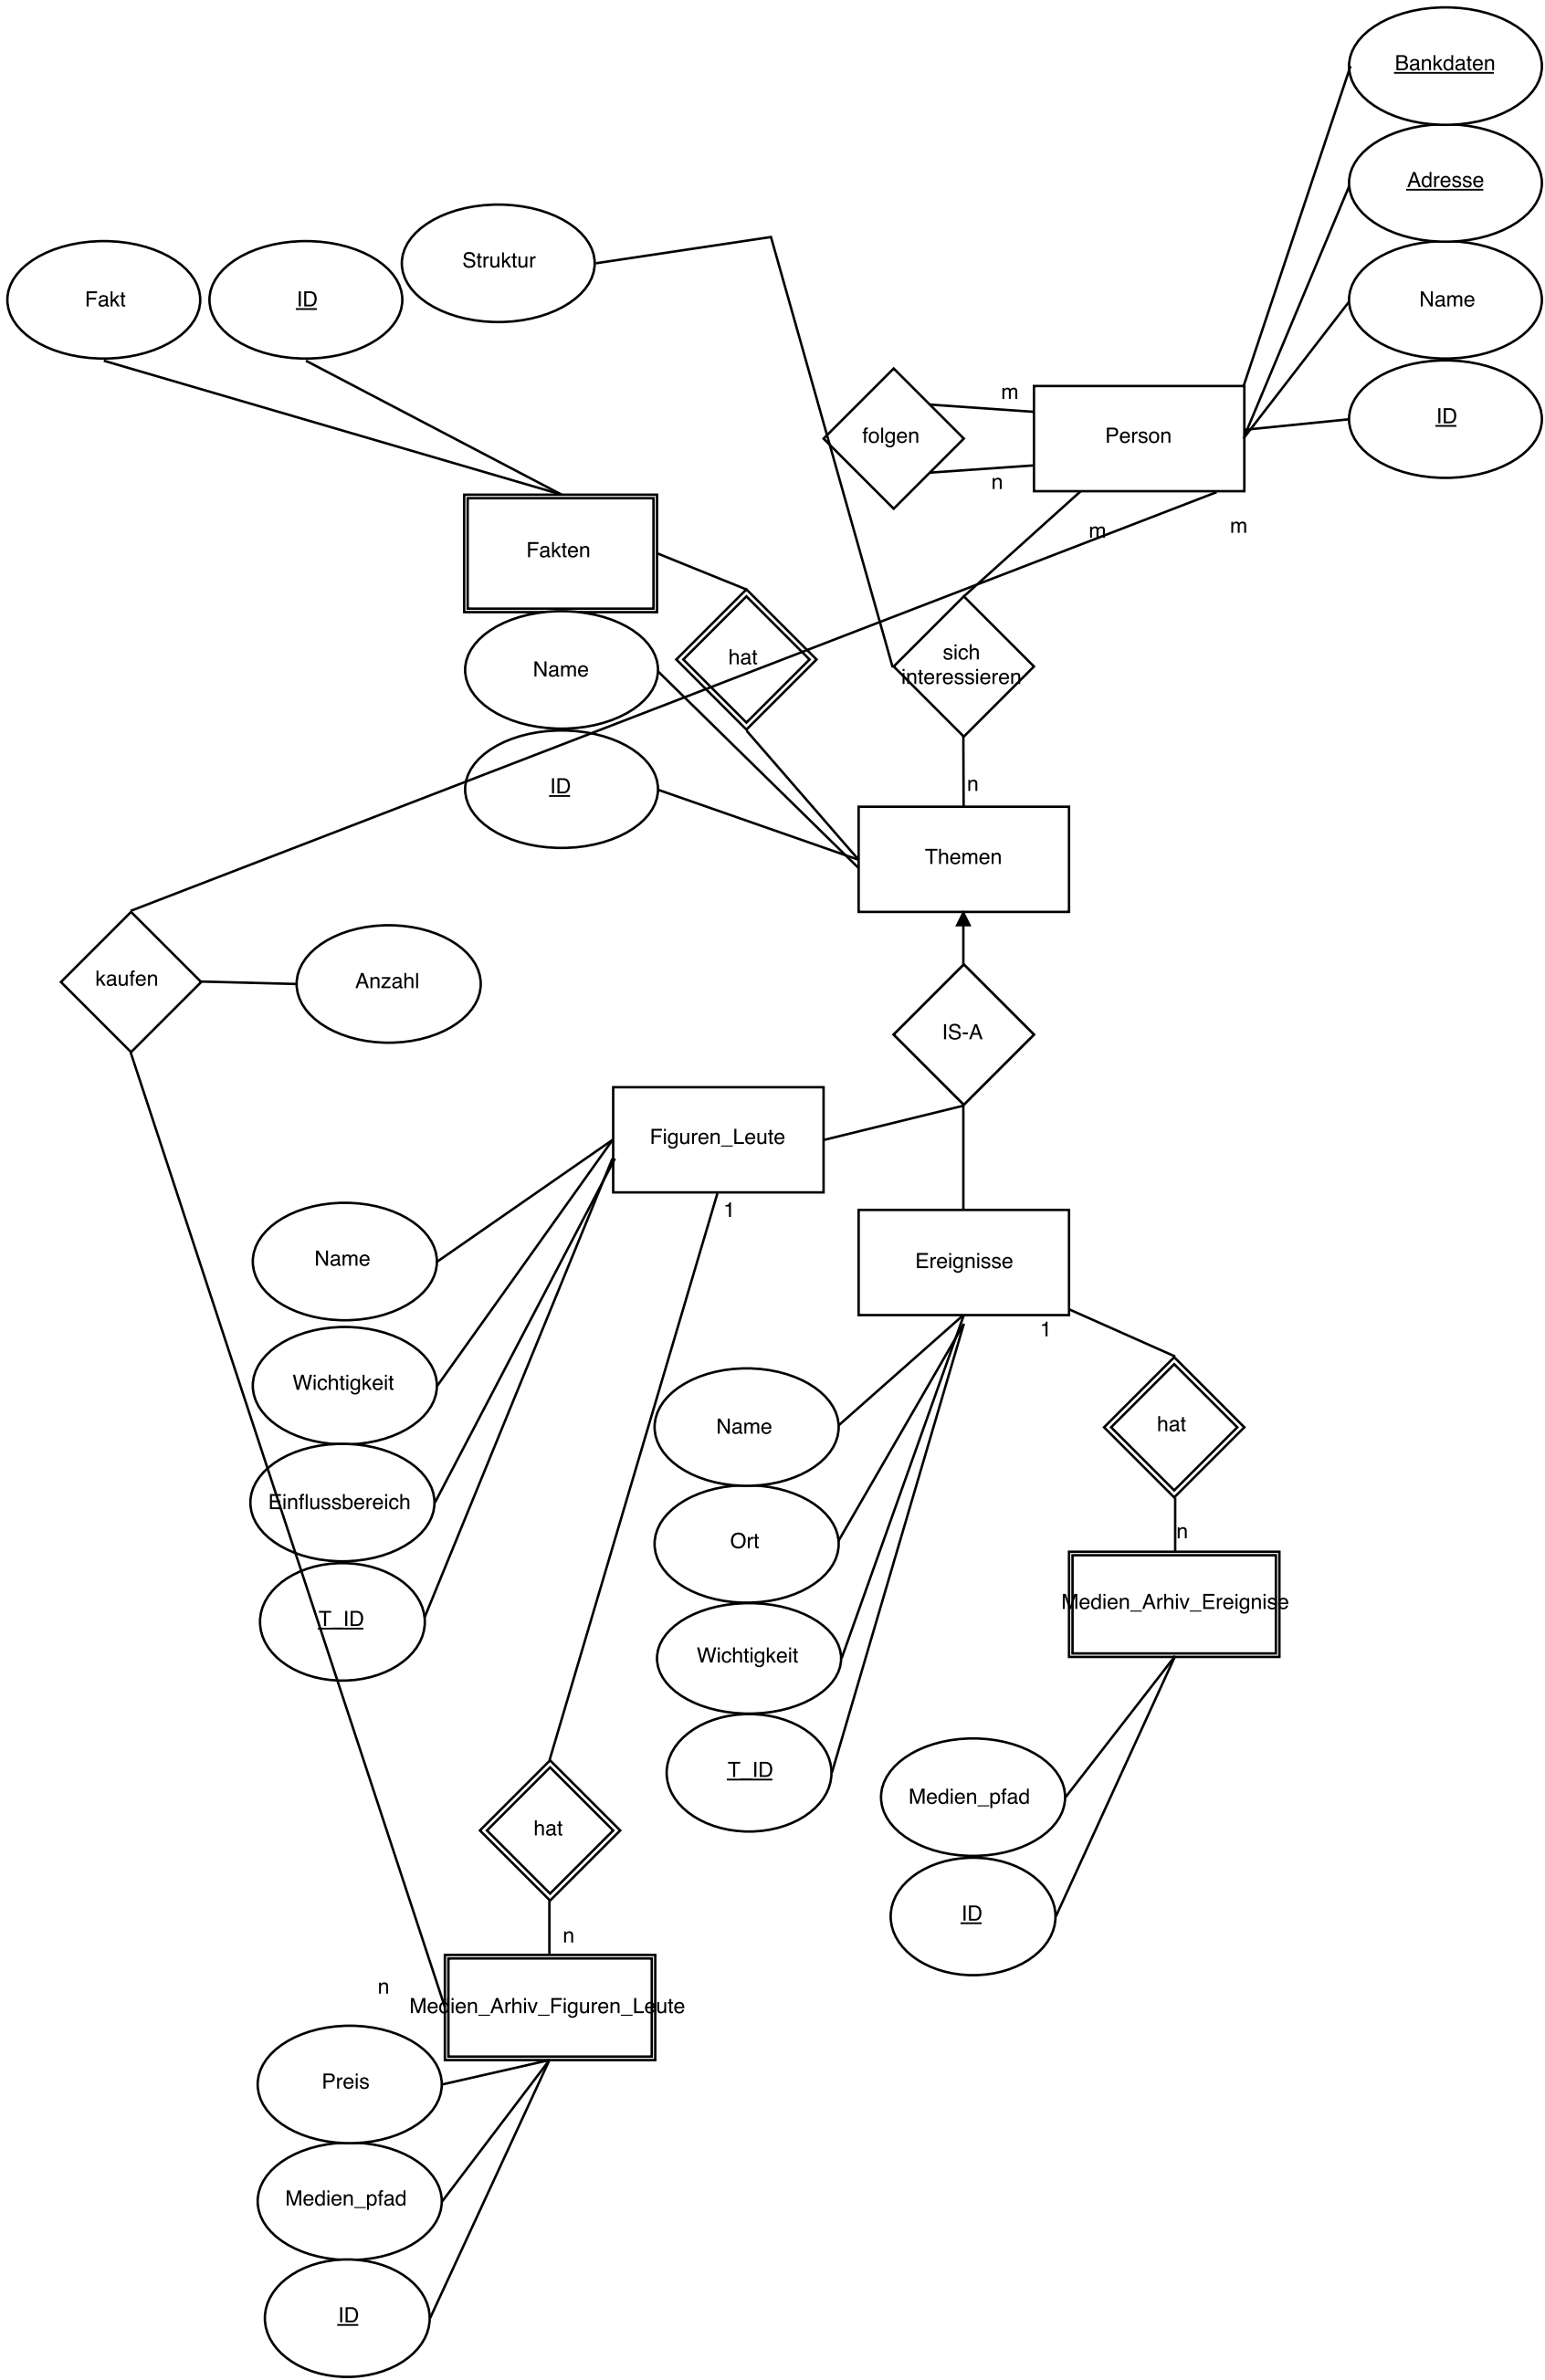 Bankdaten
Adresse
Name
ID
Struktur
Fakt
ID
m
folgen
Person
n
m
m
Fakten
hat
sich
interessieren
Name
ID
n
Themen
kaufen
Anzahl
IS-A
Figuren_Leute
1
Name
Wichtigkeit
Einflussbereich
T_ID
Ereignisse
1
Name
Ort
Wichtigkeit
T_ID
hat
n
Medien_Arhiv_Ereignise
Medien_pfad
ID
hat
n
n
Medien_Arhiv_Figuren_Leute
Preis
Medien_pfad
ID